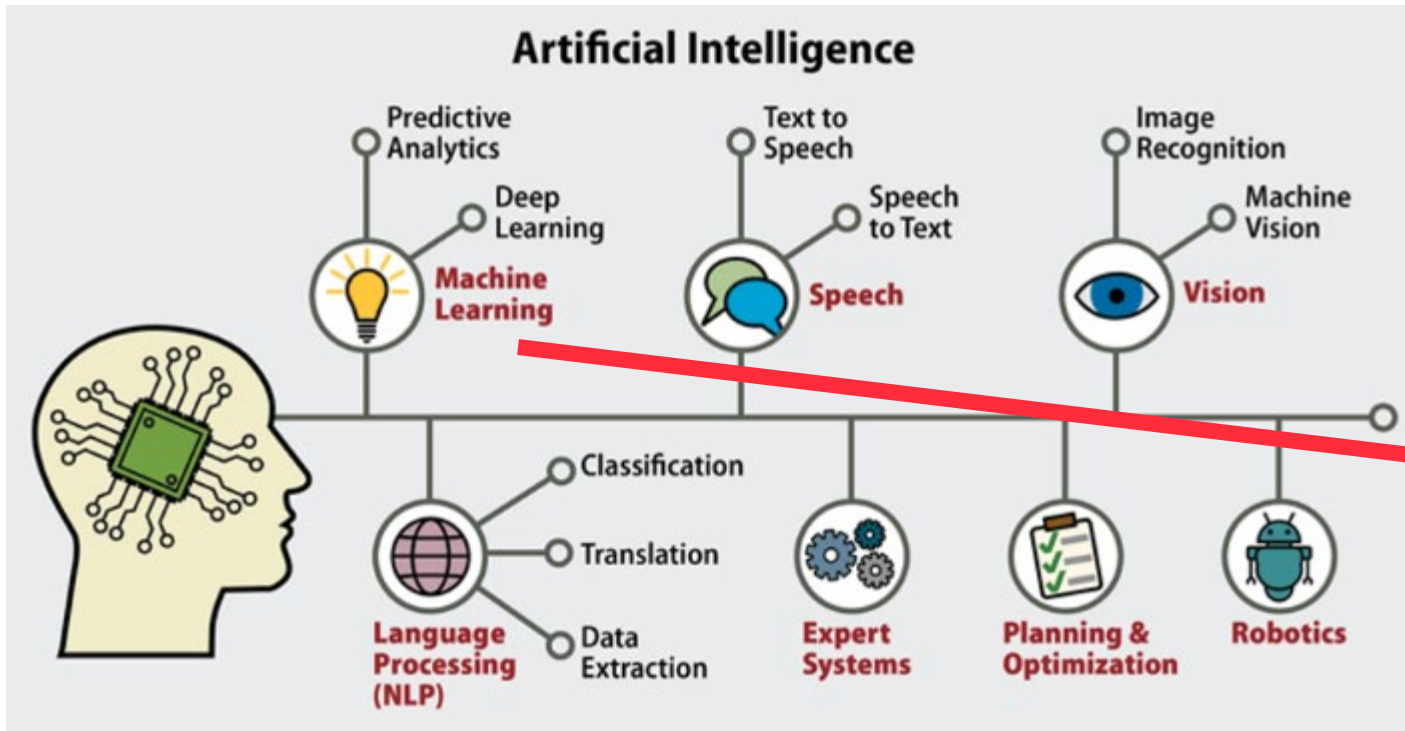 Artificial Intelligence
Predictive
Analytics
Deep
Learning
Machine
Learning
Text to
Speech
Speech
to Text
Speech
Image
Recognition
Machine
Vision
Vision
Classification
Translation
Data
Extraction
Language
Processing
(NLP)
Expert
Systems
Planning &
Optimization
Robotics